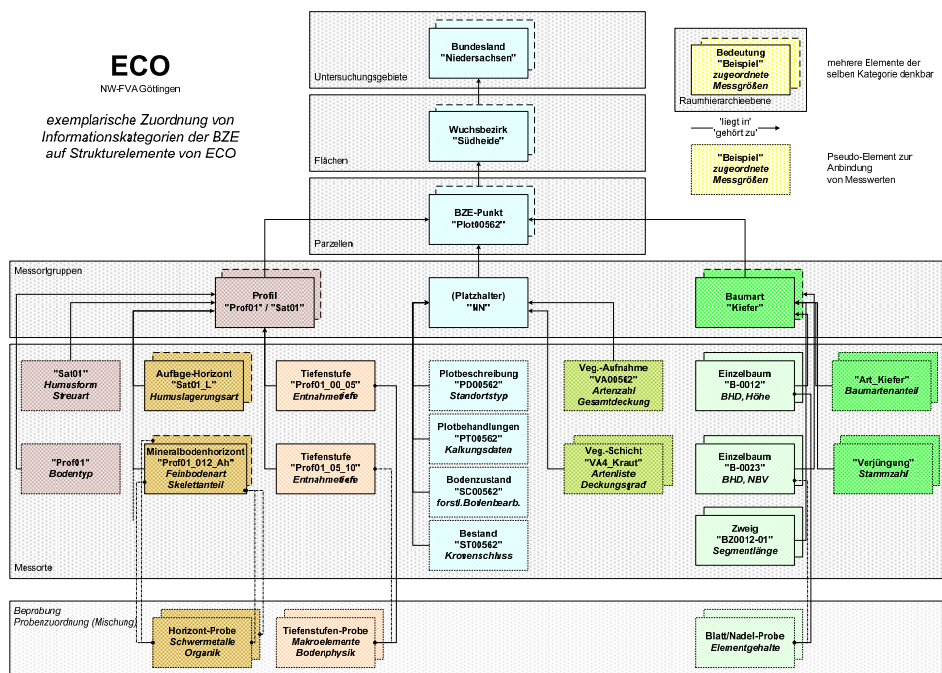 ECO
NW-FVA Göttingen
exemplarische Zuordnung von
Informationskategorien der BZE
auf Strukturelemente von ECO
Bundesland
"Niedersachsen"
Untersuchungsgebiete
Wuchsbezirk
"Südheide"
Flächen
BZE-Punkt
"Plot00562"
Parzellen
Bedeutung
"Beispiel"
zugeordnete
Messgrößen
Raumhierarchieebene
mehrere Elemente der
selben Kategorie denkbar
'liegt in'
'gehört zu'
"Beispiel"
zugeordnete
Messgrößen
Pseudo-Element zur
Anbindung
von Messwerten
Messortgruppen
Profil
"Prof01" / "Sat01"
(Platzhalter)
"NN"
Baumart
"Kiefer"
"Sat01"
Humusform
Streuart
Auflage-Horizont
"Sat01_L"
Humuslagerungsart
Tiefenstufe
"Prof01_00_05"
Entnahmetiefe
Plotbeschreibung
"PD00562"
Standortstyp
Veg.-Aufnahme
"VA00562"
Artenzahl
Gesamtdeckung
Einzelbaum
"B-0012"
BHD, Höhe
"Art_Kiefer"
Baumartenanteil
Plotbehandlungen
"PT00562"
Kalkungsdaten
"Prof01"
Bodentyp
Mineralbodenhorizont
"Prof01_012_Ah"
Feinbodenart
Skelettanteil
Tiefenstufe
"Prof01_05_10"
Entnahmetiefe
Veg.-Schicht
"VA4_Kraut"
Artenliste
Deckungsgrad
Einzelbaum
"B-0023"
BHD, NBV
"Verjüngung"
Stammzahl
Bodenzustand
"SC00562"
forstl.Bodenbearb.
Bestand
"ST00562"
Kronenschluss
Zweig
"BZ0012-01"
Segmentlänge
Messorte
Beprobung
Probenzuordnung (Mischung)
Horizont-Probe
Schwermetalle
Organik
Tiefenstufen-Probe
Makroelemente
Bodenphysik
Blatt/Nadel-Probe
Elementgehalte